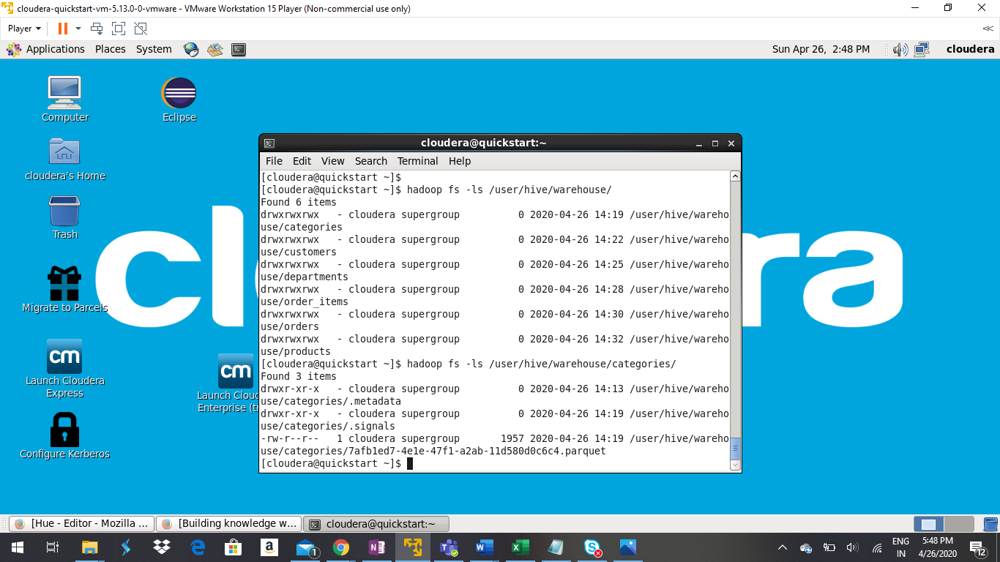 cloudera-quickstart-vm-5.13.0-0-vmware - VMware Workstation 15 Player (Non-commercial use only)
Player
Applications Places System
Sun Apr 26, 2:48 PM
cloudera
Computer
Eclipse
cloudera's Home
Trash
Migrate to Parcels
cm
Launch Cloudera
Express
cm
Launch Clou
Enterprise (t
Configure Kerberos
cl
ra
cloudera@quickstart:~
File Edit View Search Terminal Help
[cloudera@quickstart ~]$
[cloudera@quickstart ~]$ hadoop fs -ls /user/hive/warehouse/
Found 6 items
drwxrwxrwx   - cloudera supergroup          0 2020-04-26 14:19 /user/hive/wareho
use/categories
drwxrwxrwx   - cloudera supergroup          0 2020-04-26 14:22 /user/hive/wareho
use/customers
drwxrwxrwx   - cloudera supergroup          0 2020-04-26 14:25 /user/hive/wareho
use/departments
drwxrwxrwx   - cloudera supergroup          0 2020-04-26 14:28 /user/hive/wareho
use/order_items
drwxrwxrwx   - cloudera supergroup          0 2020-04-26 14:30 /user/hive/wareho
use/orders
drwxrwxrwx   - cloudera supergroup          0 2020-04-26 14:32 /user/hive/wareho
use/products
[cloudera@quickstart ~]$ hadoop fs -ls /user/hive/warehouse/categories/
Found 3 items
drwxr-xr-x   - cloudera supergroup          0 2020-04-26 14:13 /user/hive/wareho
use/categories/.metadata
drwxr-xr-x   - cloudera supergroup          0 2020-04-26 14:19 /user/hive/wareho
use/categories/.signals
-rw-r--r--   1 cloudera supergroup       1957 2020-04-26 14:19 /user/hive/wareho
use/categories/7afb1ed7-4e1e-47f1-a2ab-11d580d0c6c4.parquet
[cloudera@quickstart ~]$
[Hue - Editor - Mozilla ...
[Building knowledge w...
cloudera@quickstart:~
ENG
IN
5:48 PM
4/26/2020
12
1